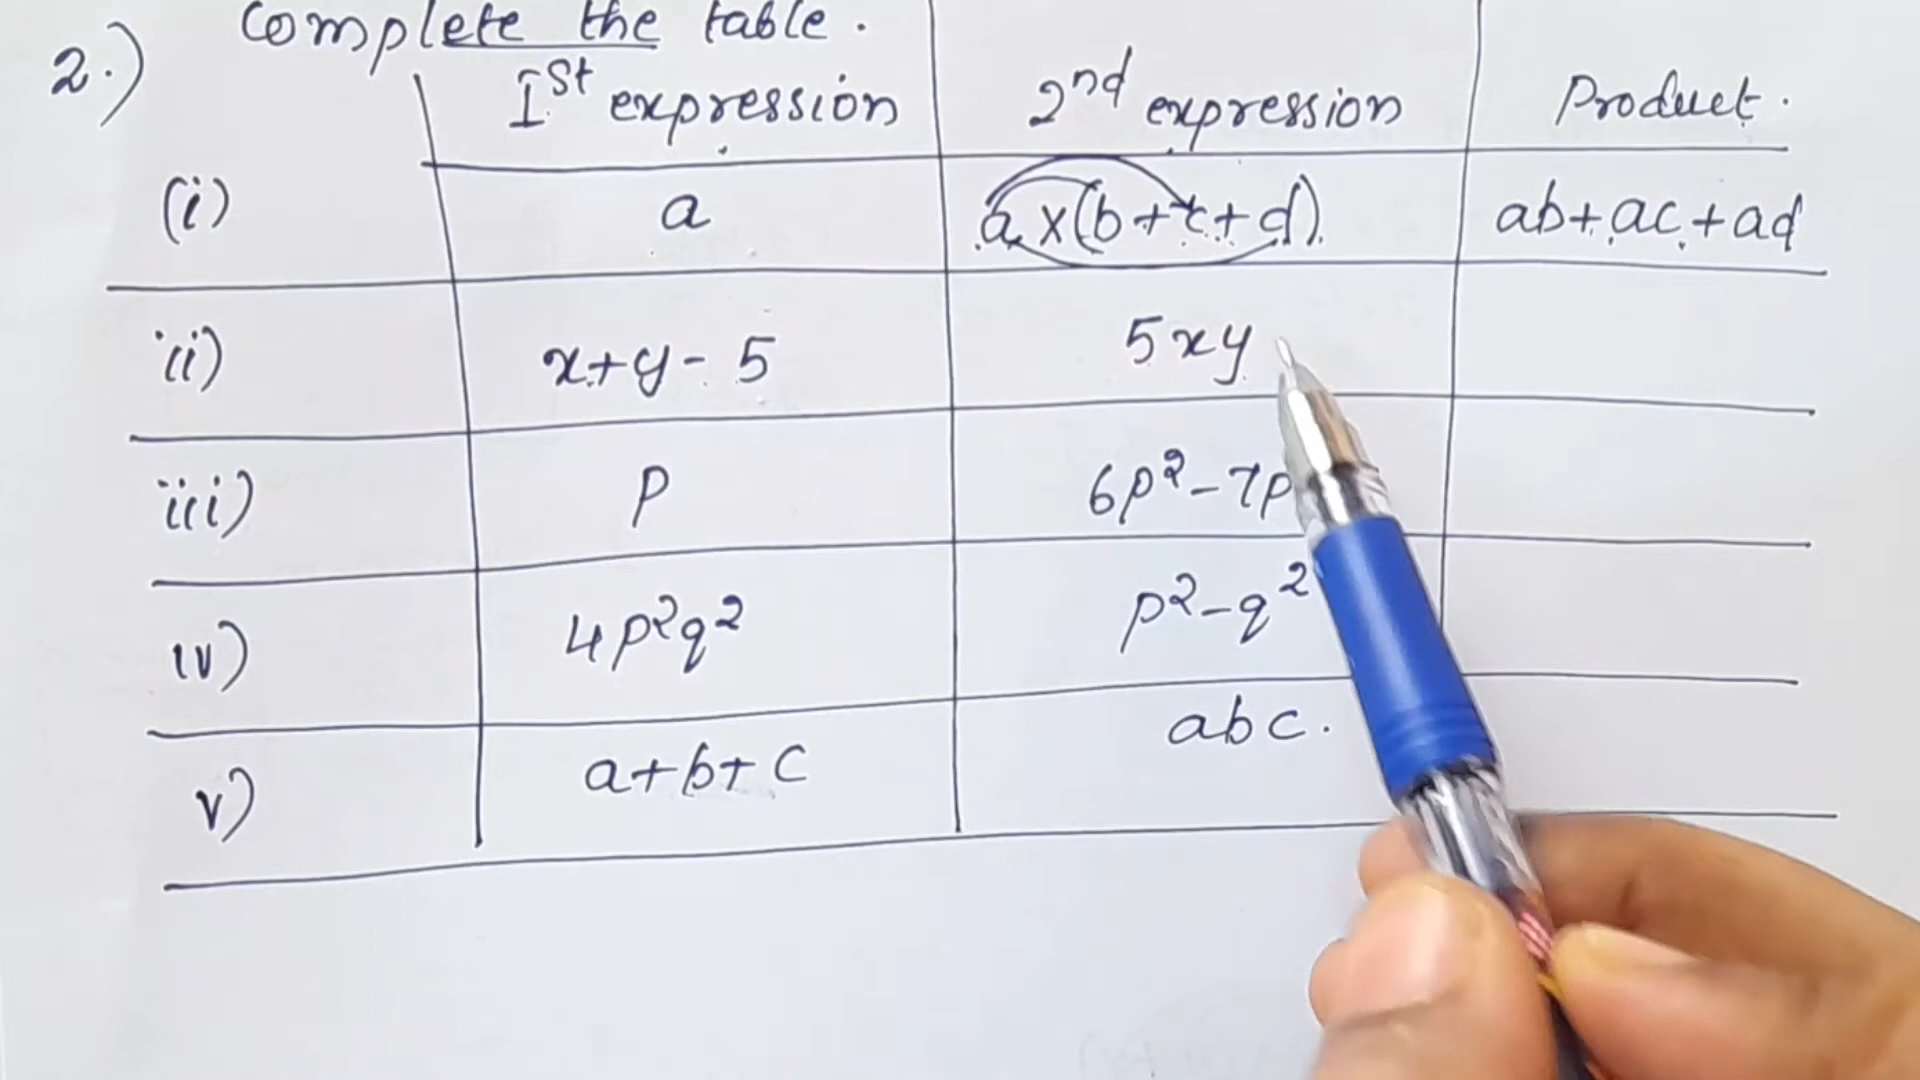 2.) Complete the table.
Ist expression 2nd expression Product.
(i) a a x(b+c+d) ab+ac+ad
ii) x+y-5 5xy
iii) p 6p²-7p
iv) 4p²q² p²-q²
v) a+b+c abc.